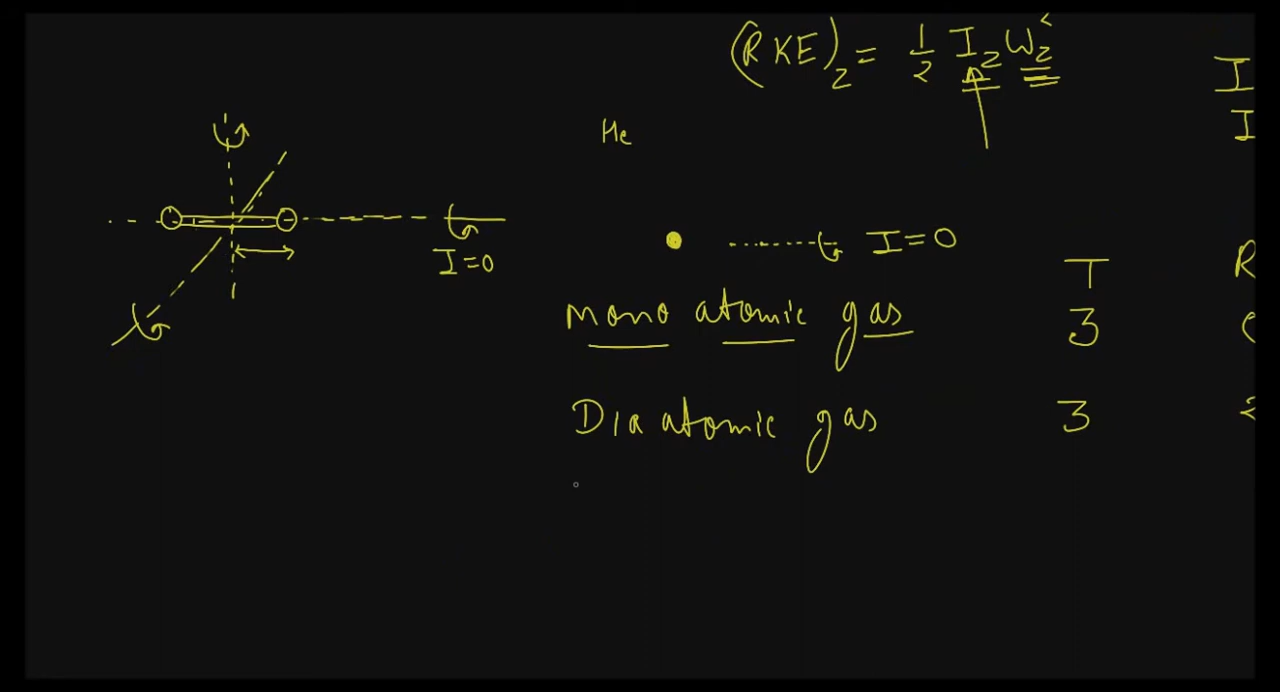 (RKE)₂ = 1/2 I₂ω₂²
I
I
He
I=0
I=0
T
R
mono atomic gas 3
Dia atomic gas 3